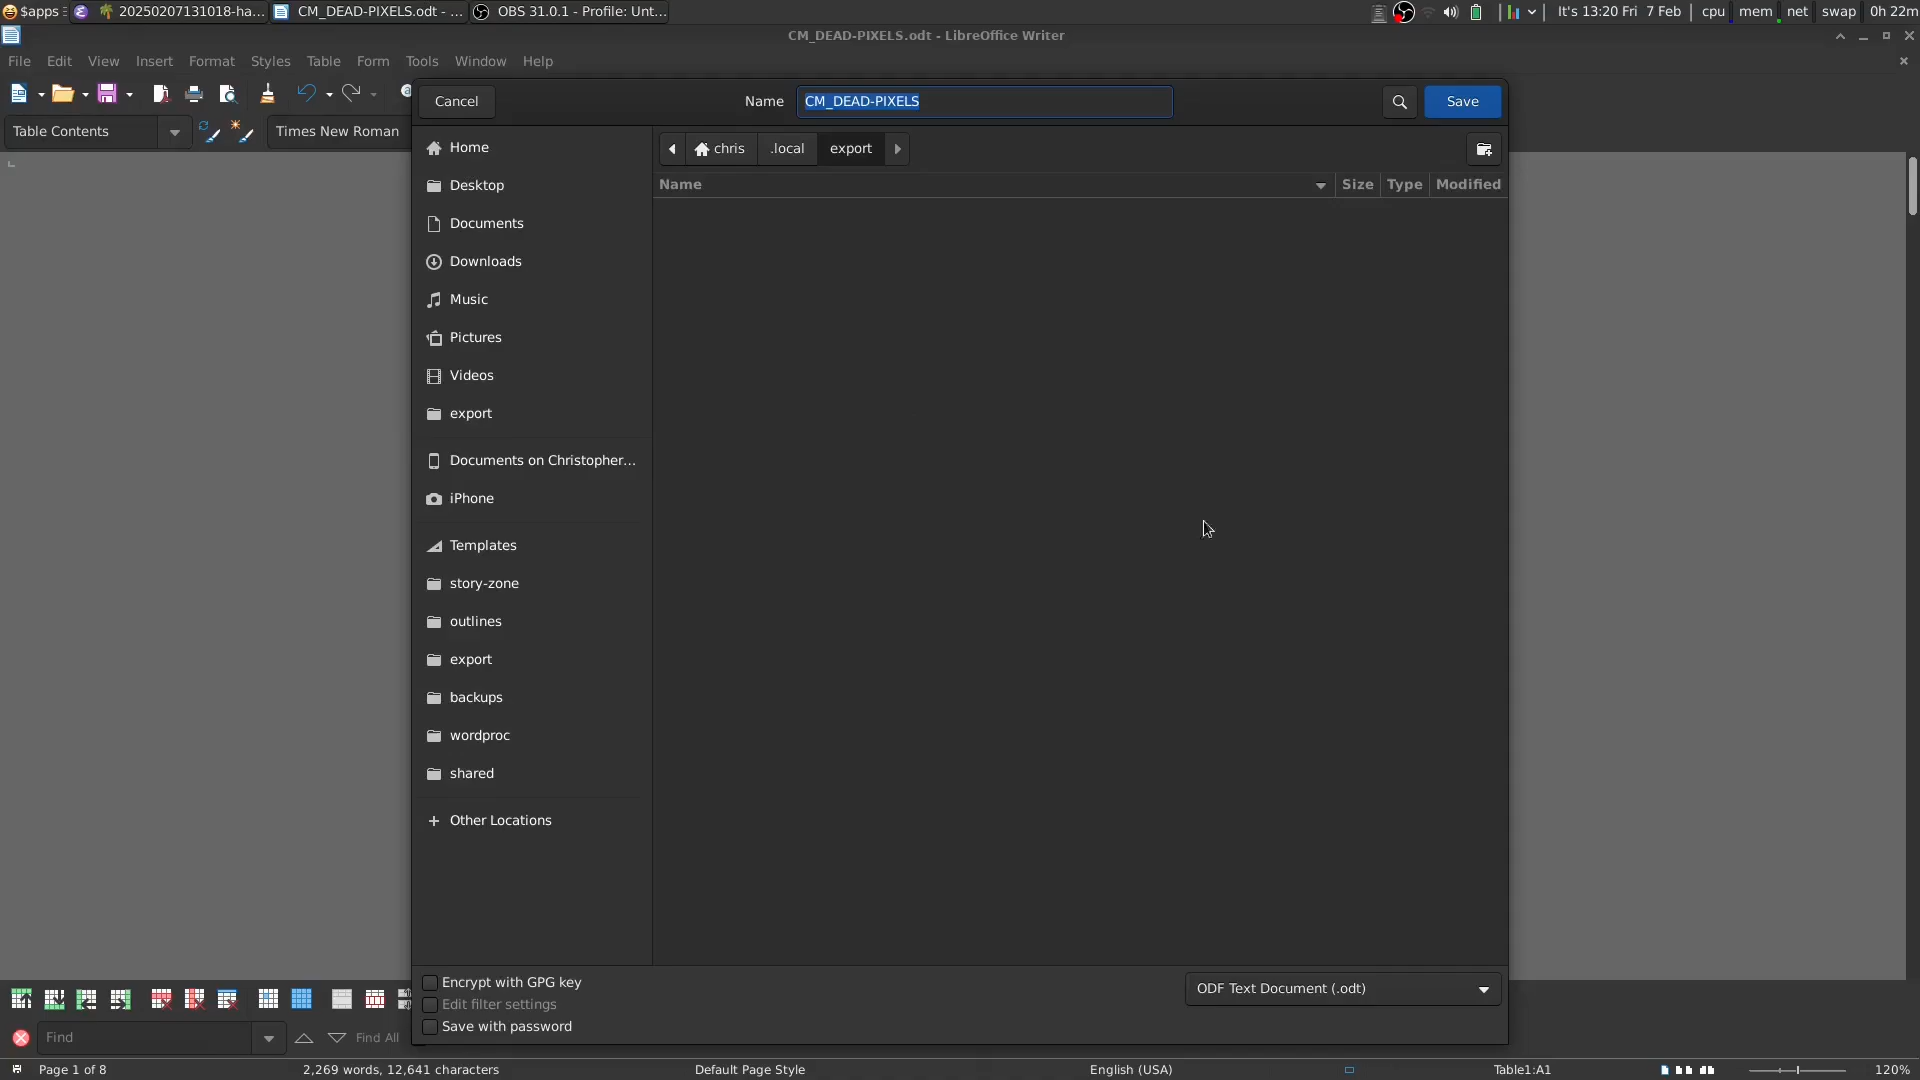 $apps
20250207131018-ha...
CM_DEAD-PIXELS.odt - ...
OBS 31.0.1 - Profile: Unt...
It's 13:20 Fri 7 Feb
cpu
mem
net
swap
0h 22m
CM_DEAD-PIXELS.odt - LibreOffice Writer
File Edit View Insert Format Styles Table Form Tools Window Help
Cancel
Name
CM_DEAD-PIXELS
Save
Table Contents
Times New Roman
Home
Desktop
Documents
Downloads
Music
Pictures
Videos
export
Documents on Christopher...
iPhone
Templates
story-zone
outlines
export
backups
wordproc
shared
Other Locations
chris
.local
export
Name
Size
Type
Modified
Encrypt with GPG key
Edit filter settings
Save with password
ODF Text Document (.odt)
Find
Find All
Page 1 of 8
2,269 words, 12,641 characters
Default Page Style
English (USA)
Table1:A1
120%